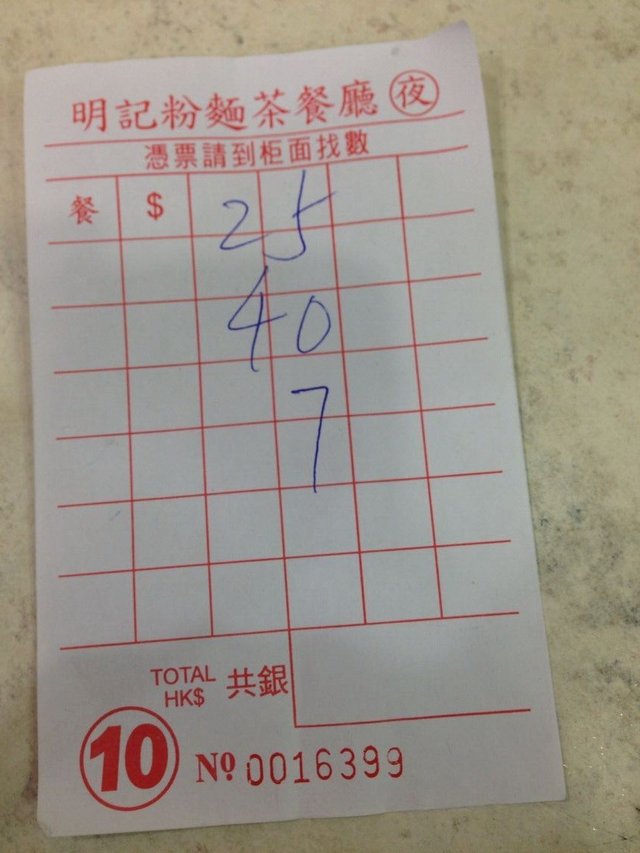 明記粉麵茶餐廳 夜
憑票請到柜面找數
餐 $ 25
40
7
TOTAL HK$ 共銀
10 Nº 0016399